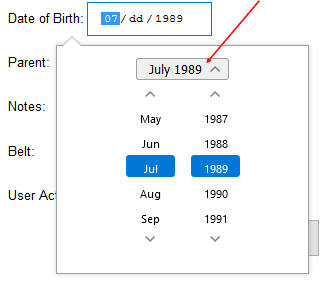 Date of Birth: 07 / dd / 1989
Parent:
July 1989
Notes:
May 1987
Jun 1988
Belt:
Jul 1989
Aug 1990
User Act
Sep 1991